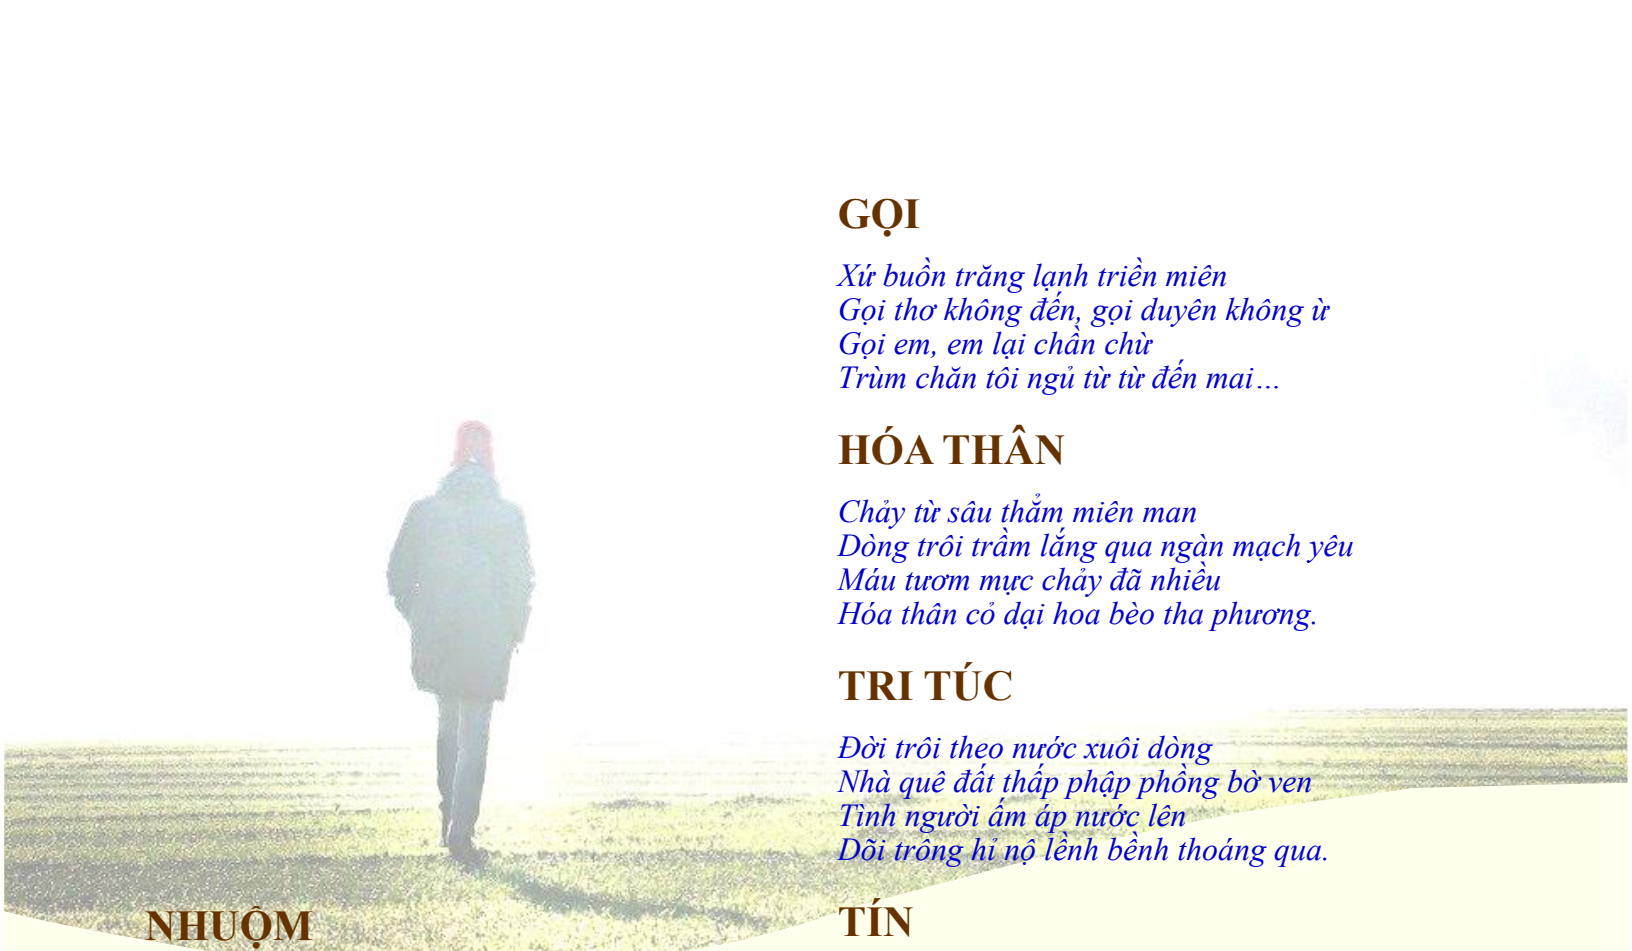 GỌI
Xứ buồn trăng lạnh triền miên
Gọi thơ không đến, gọi duyên không ừ
Gọi em, em lại chần chừ
Trùm chăn tôi ngủ từ từ đến mai…
HÓA THÂN
Chảy từ sâu thẳm miên man
Dòng trôi trầm lắng qua ngàn mạch yêu
Máu tươm mực chảy đã nhiều
Hóa thân cỏ dại hoa bèo tha phương.
TRI TÚC
Đời trôi theo nước xuôi dòng
Nhà quê đất thấp phập phồng bờ ven
Tình người ấm áp nước lên
Dõi trông hỉ nộ lềnh bềnh thoáng qua.
NHUỘM
TÍN